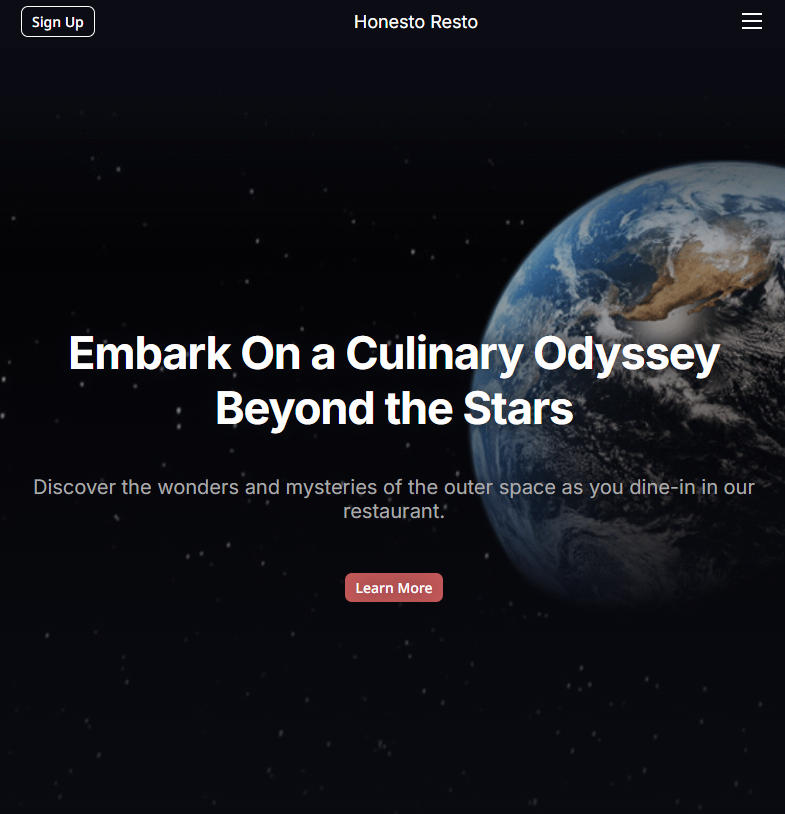 Sign Up
Honesto Resto
Embark On a Culinary Odyssey
Beyond the Stars
Discover the wonders and mysteries of the outer space as you dine-in in our
restaurant.
Learn More